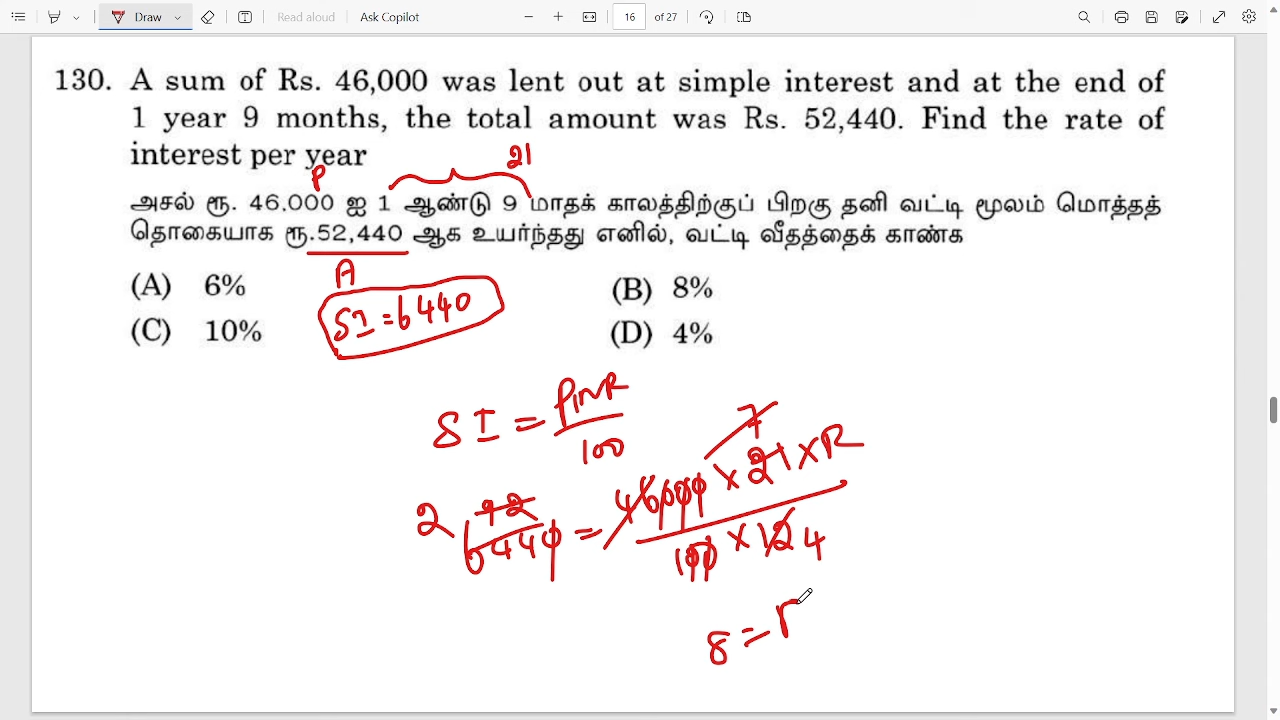 Draw
Read aloud
Ask Copilot
16
of 27
130. A sum of Rs. 46,000 was lent out at simple interest and at the end of
1 year 9 months, the total amount was Rs. 52,440. Find the rate of
interest per year
P
21
அசல் ரூ. 46,000 ஐ 1 ஆண்டு 9 மாதக் காலத்திற்குப் பிறகு தனி வட்டி மூலம் மொத்தத்
தொகையாக ரூ.52,440 ஆக உயர்ந்தது எனில், வட்டி வீதத்தைக் காண்க
A
(A) 6%
(B) 8%
SI = 6440
(C) 10%
(D) 4%
SI = PNR
100
7
46000 × 21 × R
2
92
6440 =
100 × 12 4
8 = r